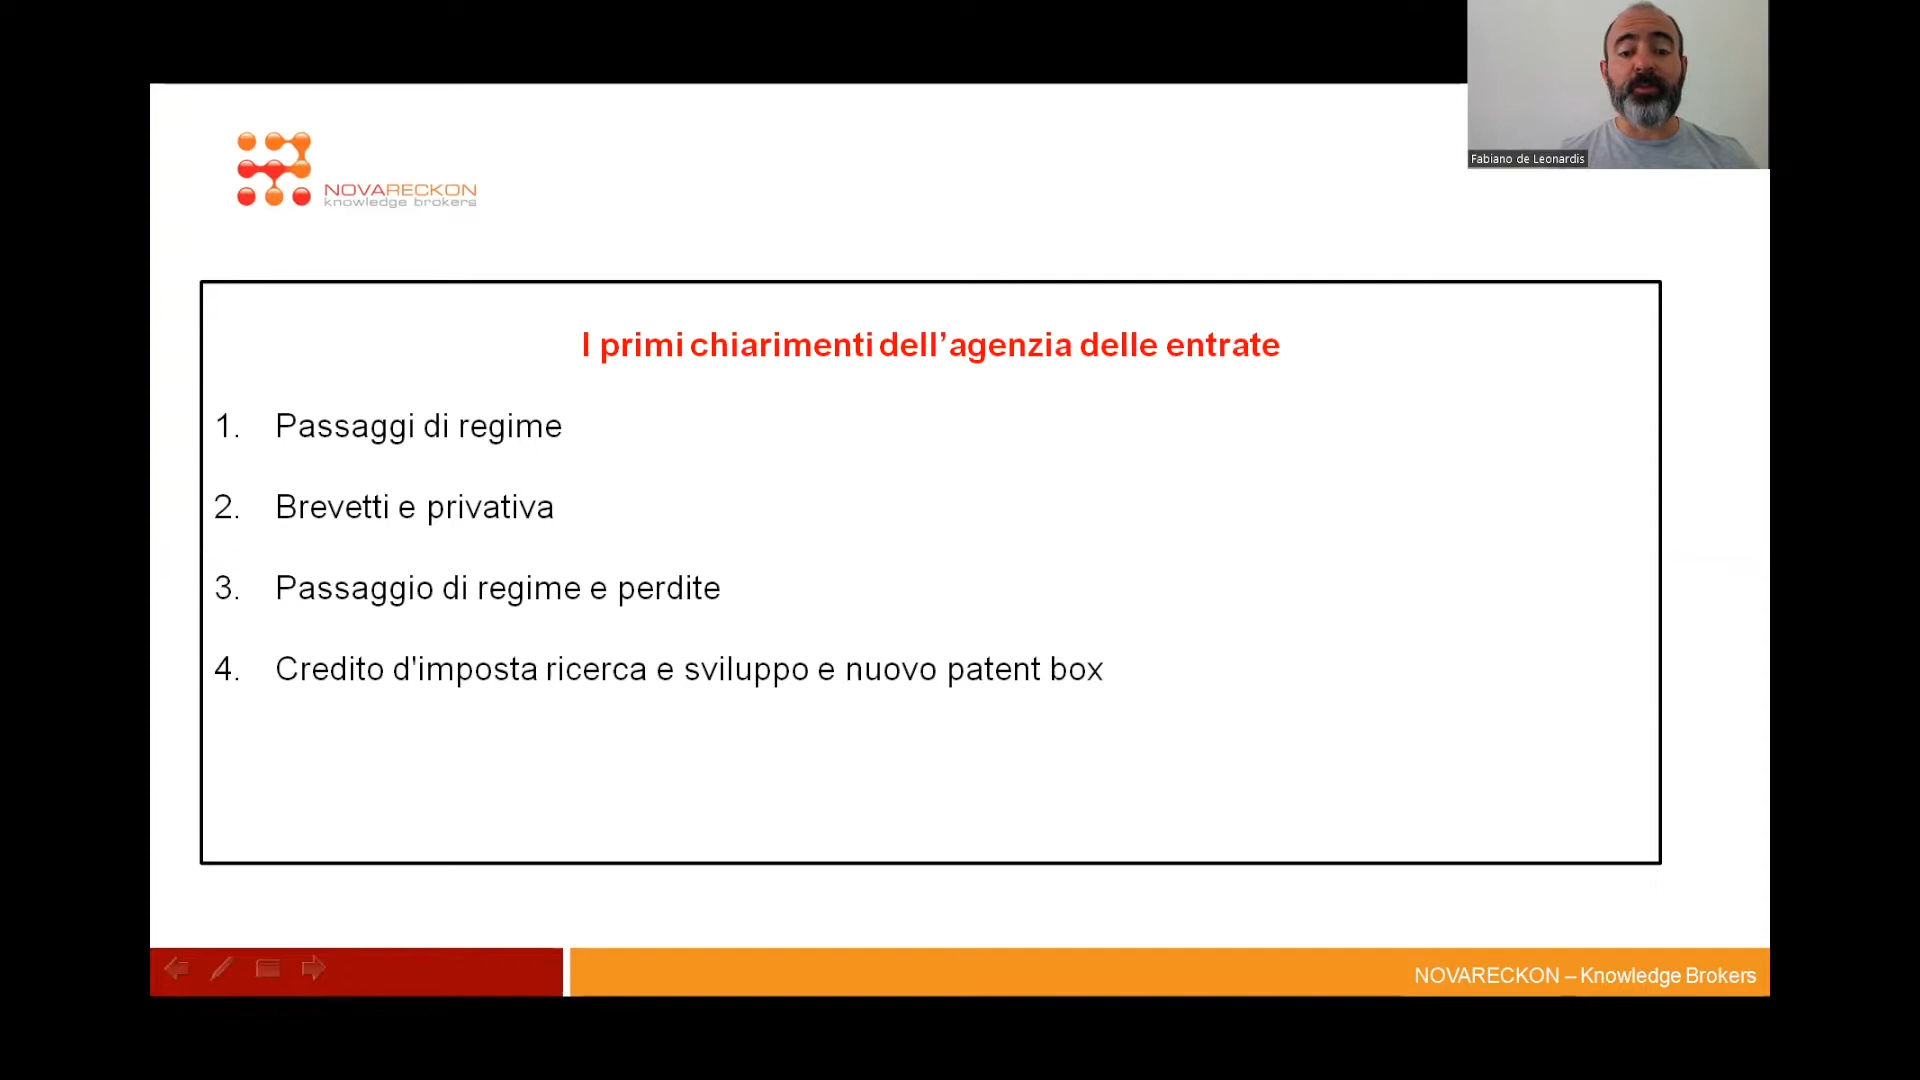 Fabiano de Leonardis
NOVARECKON
knowledge brokers
I primi chiarimenti dell’agenzia delle entrate
1. Passaggi di regime
2. Brevetti e privativa
3. Passaggio di regime e perdite
4. Credito d'imposta ricerca e sviluppo e nuovo patent box
NOVARECKON – Knowledge Brokers